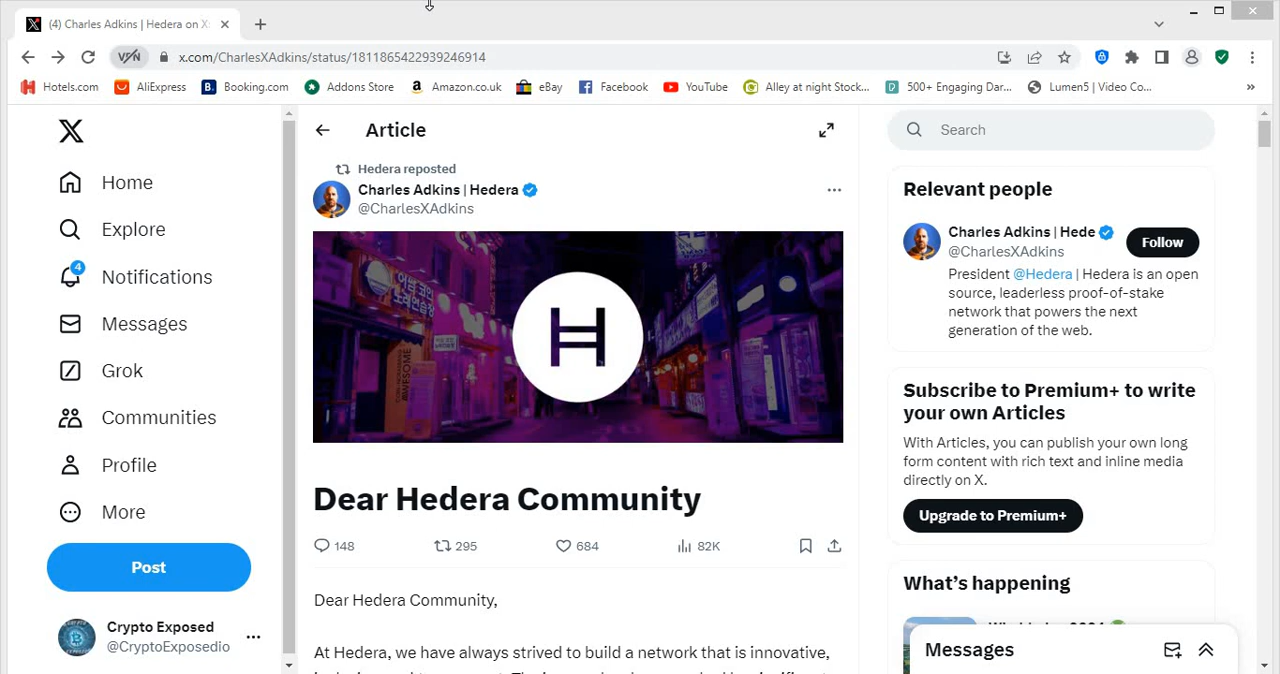 (4) Charles Adkins | Hedera on X
VPN
x.com/CharlesXAdkins/status/1811865422939246914
Hotels.com
AliExpress
Booking.com
Addons Store
Amazon.co.uk
eBay
Facebook
YouTube
Alley at night Stock...
500+ Engaging Dar...
Lumen5 | Video Co...
»
Home
Explore
4
Notifications
Messages
Grok
Communities
Profile
More
Post
Crypto Exposed
@CryptoExposedio
Article
Hedera reposted
Charles Adkins | Hedera
@CharlesXAdkins
AWESOME
H
Dear Hedera Community
148
295
684
82K
Dear Hedera Community,
At Hedera, we have always strived to build a network that is innovative,
Search
Relevant people
Charles Adkins | Hede
@CharlesXAdkins
Follow
President @Hedera | Hedera is an open
source, leaderless proof-of-stake
network that powers the next
generation of the web.
Subscribe to Premium+ to write
your own Articles
With Articles, you can publish your own long
form content with rich text and inline media
directly on X.
Upgrade to Premium+
What's happening
Messages